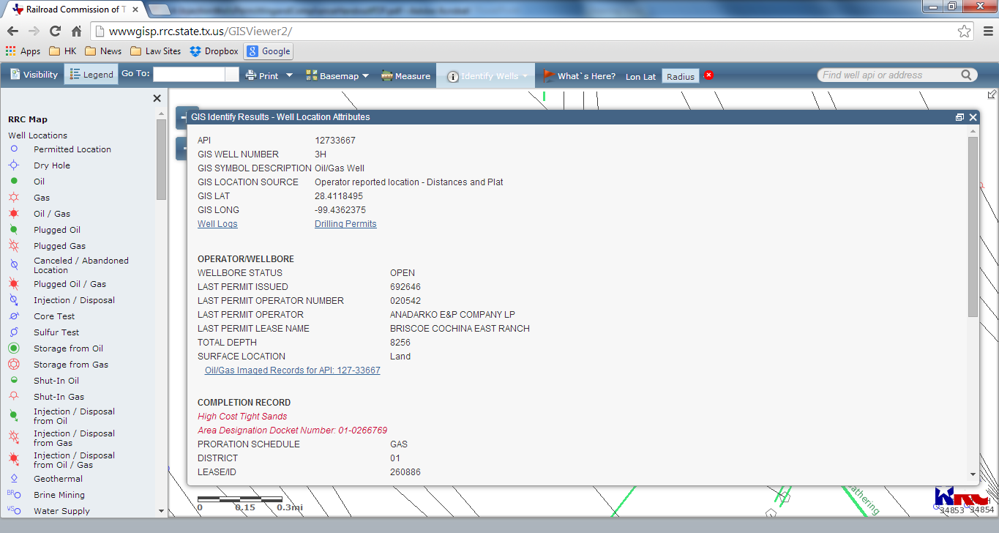 Railroad Commission of T
wwwgisp.rrc.state.tx.us/GISViewer2/
Apps HK News Law Sites Dropbox Google
Visibility Legend Go To: Print Basemap Measure Identify Wells What`s Here? Lon Lat Radius Find well api or address
RRC Map
Well Locations
Permitted Location
Dry Hole
Oil
Gas
Oil / Gas
Plugged Oil
Plugged Gas
Canceled / Abandoned
Location
Plugged Oil / Gas
Injection / Disposal
Core Test
Sulfur Test
Storage from Oil
Storage from Gas
Shut-In Oil
Shut-In Gas
Injection / Disposal
from Oil
Injection / Disposal
from Gas
Injection / Disposal
from Oil / Gas
Geothermal
BR Brine Mining
WS Water Supply
GIS Identify Results - Well Location Attributes
API 12733667
GIS WELL NUMBER 3H
GIS SYMBOL DESCRIPTION Oil/Gas Well
GIS LOCATION SOURCE Operator reported location - Distances and Plat
GIS LAT 28.4118495
GIS LONG -99.4362375
Well Logs Drilling Permits
OPERATOR/WELLBORE
WELLBORE STATUS OPEN
LAST PERMIT ISSUED 692646
LAST PERMIT OPERATOR NUMBER 020542
LAST PERMIT OPERATOR ANADARKO E&P COMPANY LP
LAST PERMIT LEASE NAME BRISCOE COCHINA EAST RANCH
TOTAL DEPTH 8256
SURFACE LOCATION Land
Oil/Gas Imaged Records for API: 127-33667
COMPLETION RECORD
High Cost Tight Sands
Area Designation Docket Number: 01-0266769
PRORATION SCHEDULE GAS
DISTRICT 01
LEASE/ID 260886
0 0.15 0.3mi
athering
RRC
34853 34854